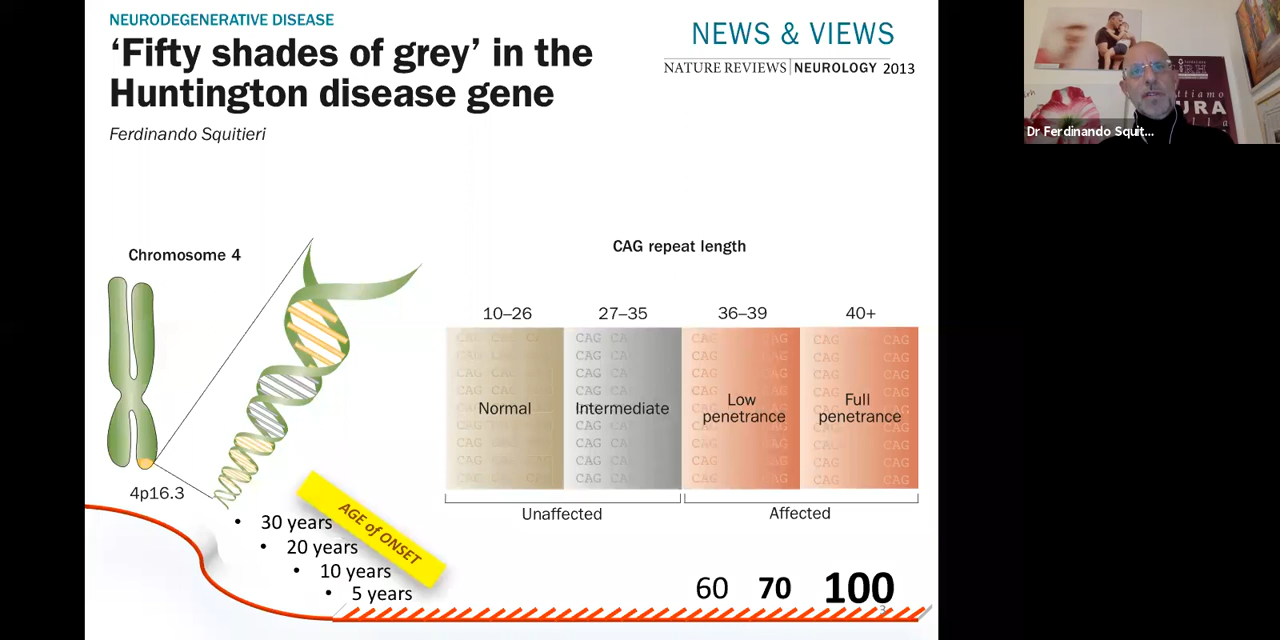 NEURODEGENERATIVE DISEASE
‘Fifty shades of grey’ in the
Huntington disease gene
Ferdinando Squitieri
NEWS & VIEWS
NATURE REVIEWS | NEUROLOGY 2013
Dr Ferdinando Squit...
Chromosome 4
4p16.3
CAG repeat length
10–26 27–35 36–39 40+
Normal Intermediate Low penetrance Full penetrance
Unaffected Affected
AGE of ONSET
• 30 years
• 20 years
• 10 years
• 5 years
60 70 100
3